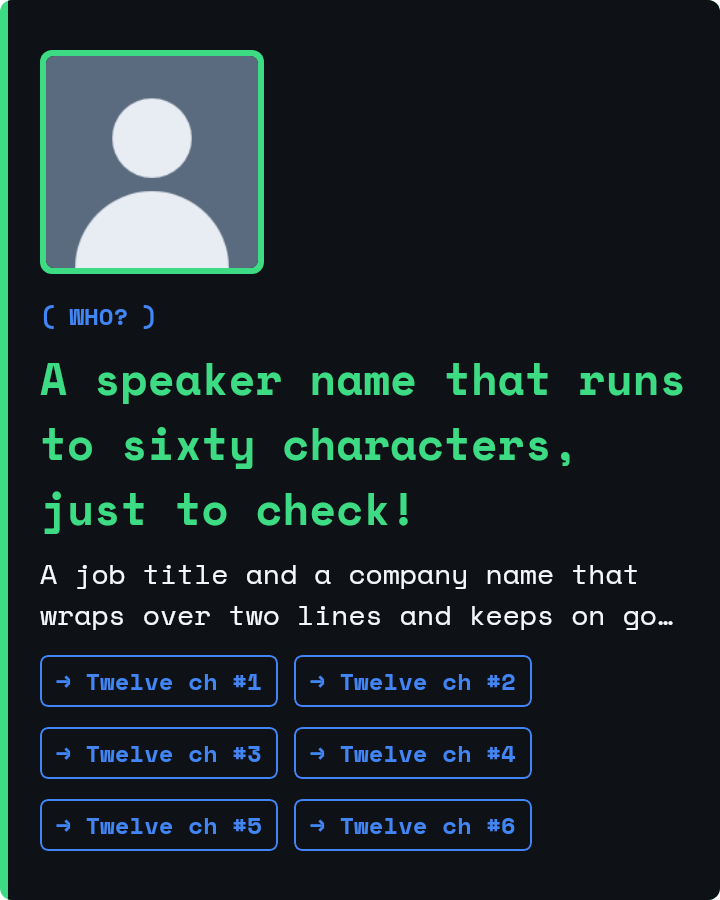 ( WHO? )
A speaker name that runs
to sixty characters,
just to check!
A job title and a company name that
wraps over two lines and keeps on go…
→ Twelve ch #1 → Twelve ch #2
→ Twelve ch #3 → Twelve ch #4
→ Twelve ch #5 → Twelve ch #6